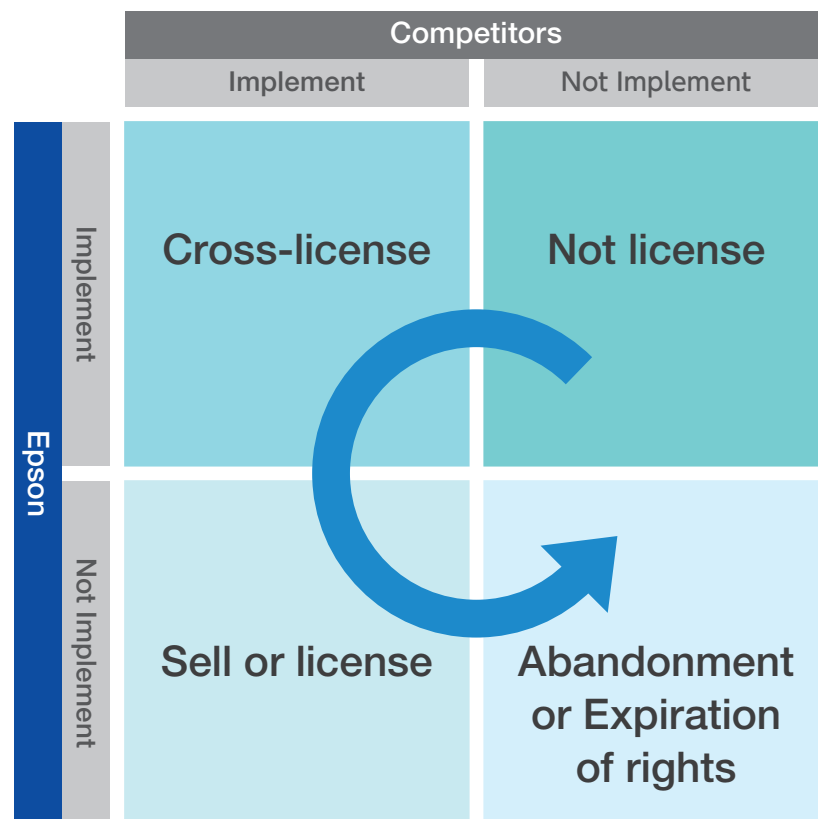 Competitors
Implement
Not Implement
Epson
Implement
Cross-license
Not license
Not Implement
Sell or license
Abandonment
or Expiration
of rights